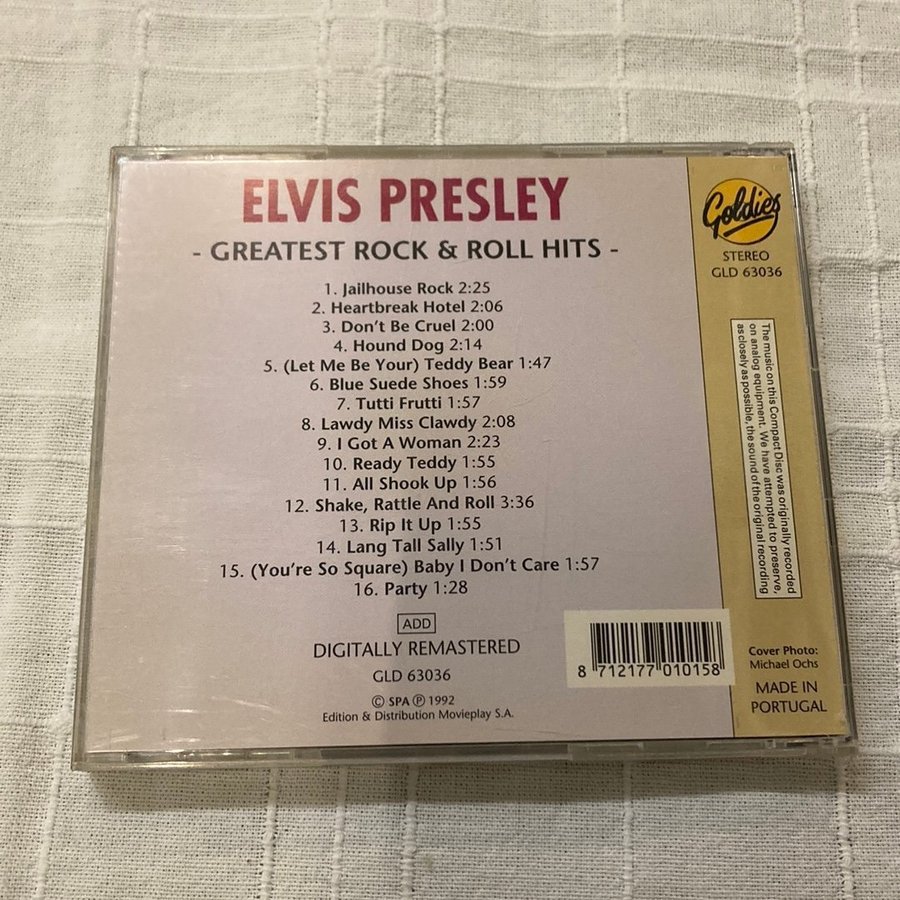 ELVIS PRESLEY
- GREATEST ROCK & ROLL HITS -
1. Jailhouse Rock 2:25
2. Heartbreak Hotel 2:06
3. Don't Be Cruel 2:00
4. Hound Dog 2:14
5. (Let Me Be Your) Teddy Bear 1:47
6. Blue Suede Shoes 1:59
7. Tutti Frutti 1:57
8. Lawdy Miss Clawdy 2:08
9. I Got A Woman 2:23
10. Ready Teddy 1:55
11. All Shook Up 1:56
12. Shake, Rattle And Roll 3:36
13. Rip It Up 1:55
14. Lang Tall Sally 1:51
15. (You're So Square) Baby I Don't Care 1:57
16. Party 1:28
ADD
DIGITALLY REMASTERED
GLD 63036
© SPA ℗ 1992
Edition & Distribution Movieplay S.A.
8 712177 010158
Goldies
STEREO
GLD 63036
The music on this Compact Disc was originally recorded
on analog equipment. We have attempted to preserve,
as closely as possible, the sound of the original recording
Cover Photo:
Michael Ochs
MADE IN
PORTUGAL